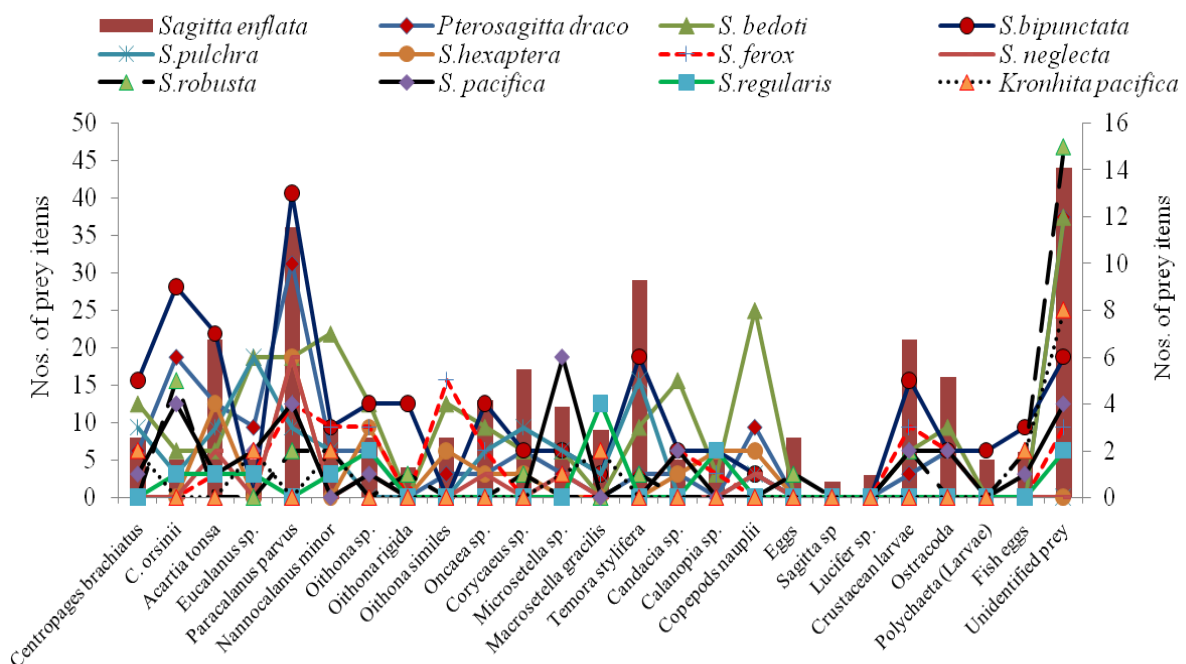 Sagitta enflata
Pterosagitta draco
S. bedoti
S.bipunctata
S.pulchra
S.hexaptera
S. ferox
S. neglecta
S.robusta
S. pacifica
S.regularis
Kronhita pacifica
Nos. of prey items
50
45
40
35
30
25
20
15
10
5
0
16
14
12
10
8
6
4
2
0
Nos. of prey items
Centropages brachiatus
C. orsinii
Acartia tonsa
Eucalanus sp.
Paracalanus parvus
Nannocalanus minor
Oithona sp.
Oithona rigida
Oithona similes
Oncaea sp.
Corycaeus sp.
Microsetella sp.
Macrosetella gracilis
Temora stylifera
Candacia sp.
Calanopia sp.
Copepods nauplii
Eggs
Sagitta sp
Lucifer sp.
Crustacean larvae
Ostracoda
Polychaeta (Larvae)
Fish eggs
Unidentified prey